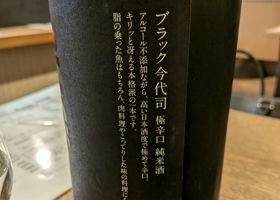 ブラック今代司 極辛口 純米酒
アルコール不添加ながら、高い日本酒度で極めて辛口。
キリッと冴える本格派の一本です。
脂の乗った魚はもちろん、肉料理やこってりした味の料理に